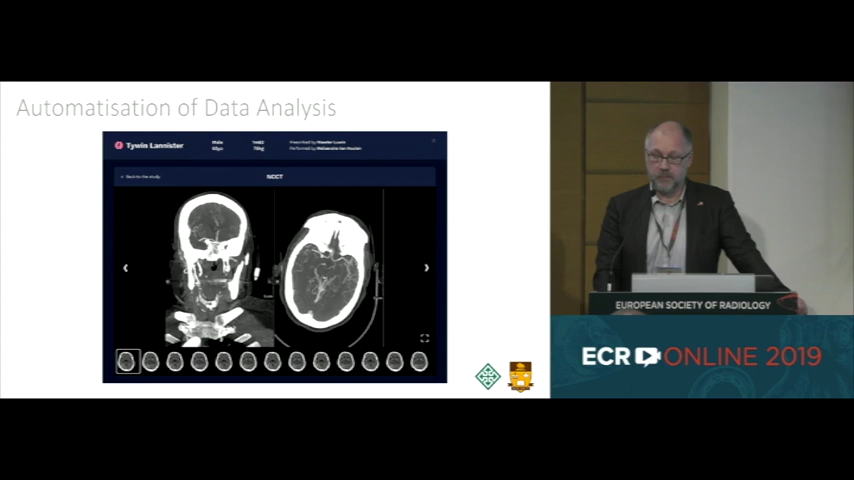 Automatisation of Data Analysis
Tywin Lannister
Male
Back to the study
NCCT
EUROPEAN SOCIETY OF RADIOLOGY
ECR ONLINE 2019